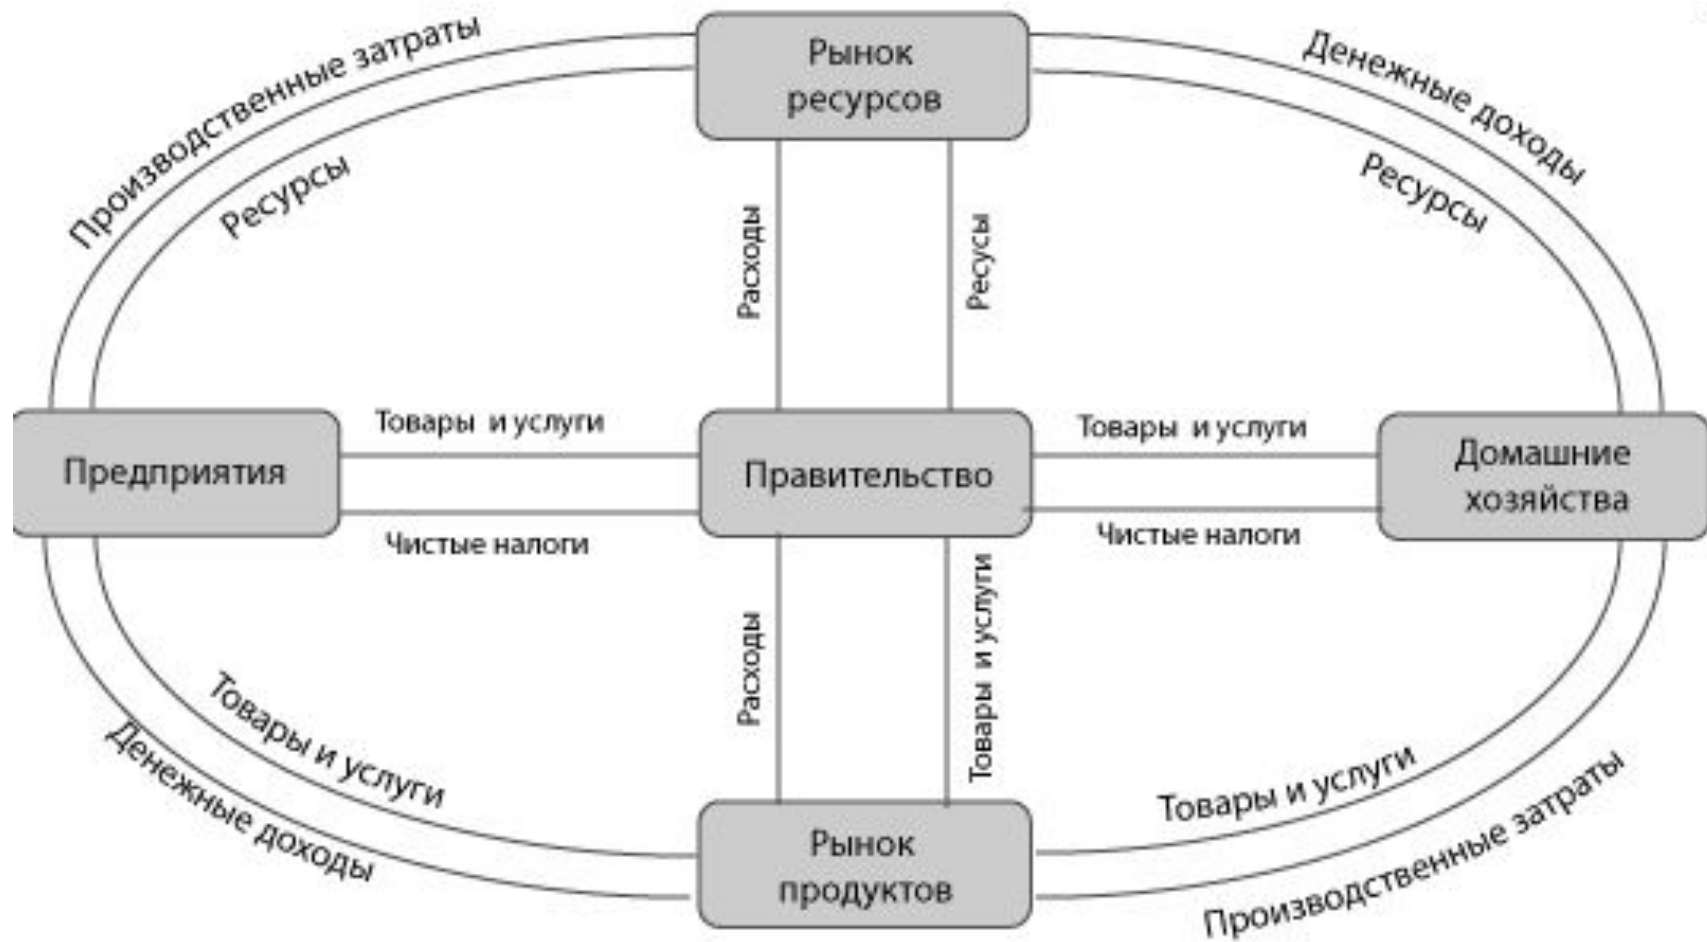 Производственные затраты
Рынок
ресурсов
Денежные доходы
Ресурсы
Ресурсы
Расходы
Ресусы
Товары и услуги
Товары и услуги
Предприятия
Правительство
Домашние
хозяйства
Чистые налоги
Чистые налоги
Расходы
Товары и услуги
Товары и услуги
Денежные доходы
Товары и услуги
Производственные затраты
Рынок
продуктов